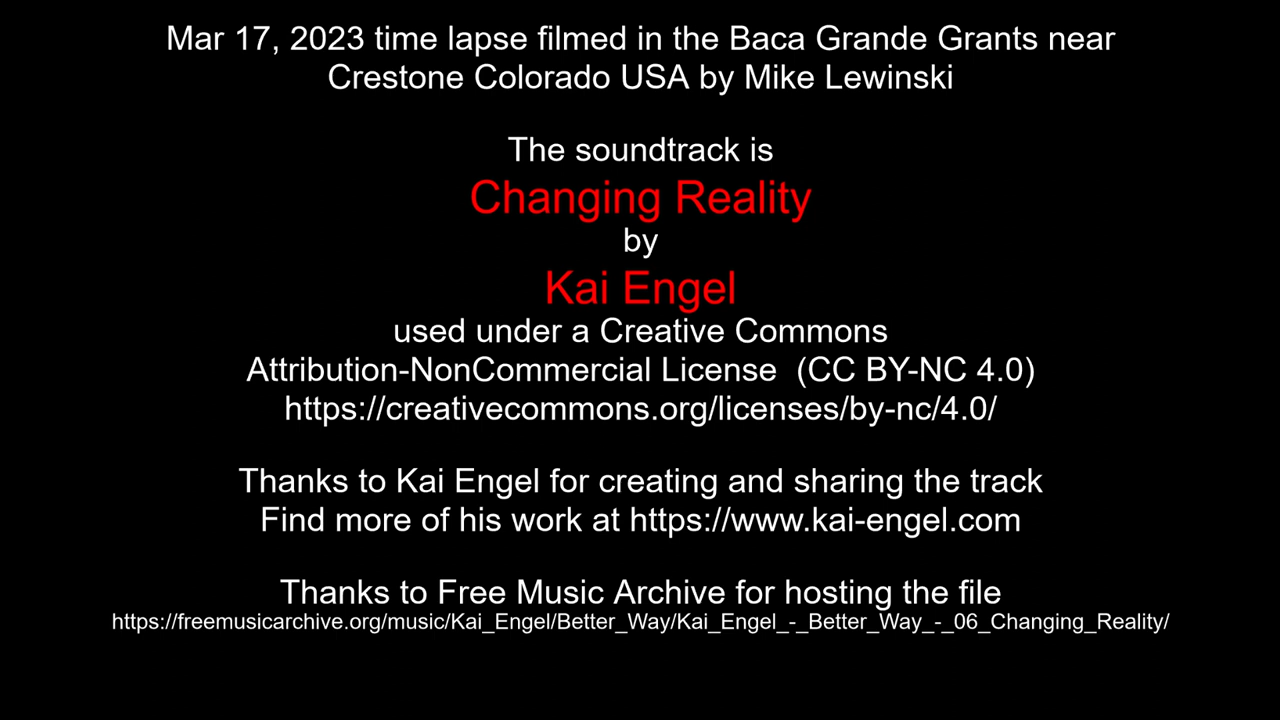 Mar 17, 2023 time lapse filmed in the Baca Grande Grants near
Crestone Colorado USA by Mike Lewinski
The soundtrack is
Changing Reality
by
Kai Engel
used under a Creative Commons
Attribution-NonCommercial License  (CC BY-NC 4.0)
https://creativecommons.org/licenses/by-nc/4.0/
Thanks to Kai Engel for creating and sharing the track
Find more of his work at https://www.kai-engel.com
Thanks to Free Music Archive for hosting the file
https://freemusicarchive.org/music/Kai_Engel/Better_Way/Kai_Engel_-_Better_Way_-_06_Changing_Reality/